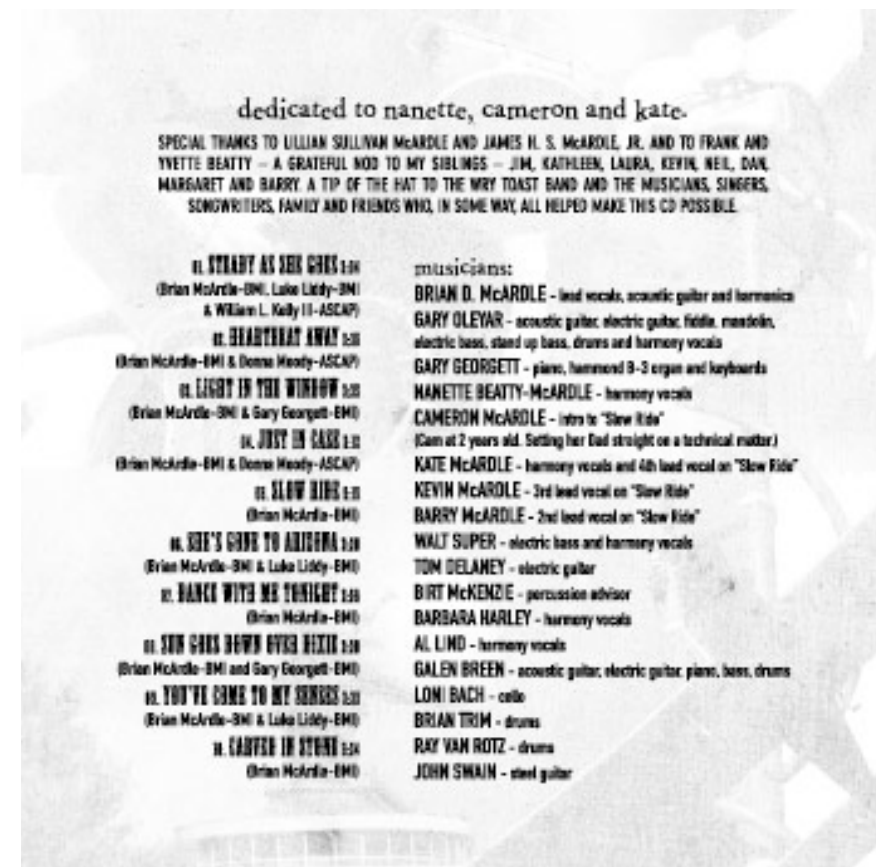 dedicated to nanette, cameron and kate.
SPECIAL THANKS TO LILLIAN SULLIVAN McARDLE AND JAMES H. S. McARDLE, JR. AND TO FRANK AND
YVETTE BEATTY – A GRATEFUL NOD TO MY SIBLINGS – JIM, KATHLEEN, LAURA, KEVIN, NEIL, DAN,
MARGARET AND BARRY. A TIP OF THE HAT TO THE WRY TOAST BAND AND THE MUSICIANS, SINGERS,
SONGWRITERS, FAMILY AND FRIENDS WHO, IN SOME WAY, ALL HELPED MAKE THIS CD POSSIBLE.
01. STEADY AS SHE GOES
(Brian McArdle-BMI, Luke Liddy-BMI
& William L. Kelly III-ASCAP)
02. HEARTBEAT AWAY
(Brian McArdle-BMI & Donna Moody-ASCAP)
03. LIGHT IN THE WINDOW
(Brian McArdle-BMI & Gary Georgett-BMI)
04. JUST IN CASE
(Brian McArdle-BMI & Donna Moody-ASCAP)
05. SLOW RIDE
(Brian McArdle-BMI)
06. SHE'S GONE TO ARIZONA
(Brian McArdle-BMI & Luke Liddy-BMI)
07. DANCE WITH ME TONIGHT
(Brian McArdle-BMI)
08. SUN GOES DOWN OVER DIXIE
(Brian McArdle-BMI and Gary Georgett-BMI)
09. YOU'VE COME TO MY SENSES
(Brian McArdle-BMI & Luke Liddy-BMI)
10. CARVED IN STONE
(Brian McArdle-BMI)
musicians:
BRIAN D. McARDLE - lead vocals, acoustic guitar and harmonica
GARY OLEYAR - acoustic guitar, electric guitar, fiddle, mandolin,
electric bass, stand up bass, drums and harmony vocals
GARY GEORGETT - piano, hammond B-3 organ and keyboards
NANETTE BEATTY-McARDLE - harmony vocals
CAMERON McARDLE - intro to "Slow Ride"
(Cam at 2 years old. Setting her Dad straight on a technical matter.)
KATE McARDLE - harmony vocals and 4th lead vocal on "Slow Ride"
KEVIN McARDLE - 3rd lead vocal on "Slow Ride"
BARRY McARDLE - 2nd lead vocal on "Slow Ride"
WALT SUPER - electric bass and harmony vocals
TOM DELANEY - electric guitar
BIRT McKENZIE - percussion advisor
BARBARA HARLEY - harmony vocals
AL LIND - harmony vocals
GALEN BREEN - acoustic guitar, electric guitar, piano, bass, drums
LONI BACH - cello
BRIAN TRIM - drums
RAY VAN ROTZ - drums
JOHN SWAIN - steel guitar